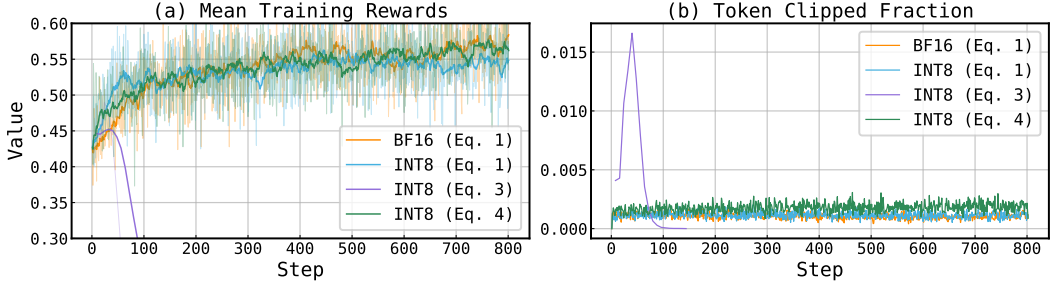 (a) Mean Training Rewards
0.60
0.55
0.50
0.45
0.40
0.35
0.30
Value
0 100 200 300 400 500 600 700 800
Step
BF16 (Eq. 1)
INT8 (Eq. 1)
INT8 (Eq. 3)
INT8 (Eq. 4)
(b) Token Clipped Fraction
0.015
0.010
0.005
0.000
0 100 200 300 400 500 600 700 800
Step
BF16 (Eq. 1)
INT8 (Eq. 1)
INT8 (Eq. 3)
INT8 (Eq. 4)